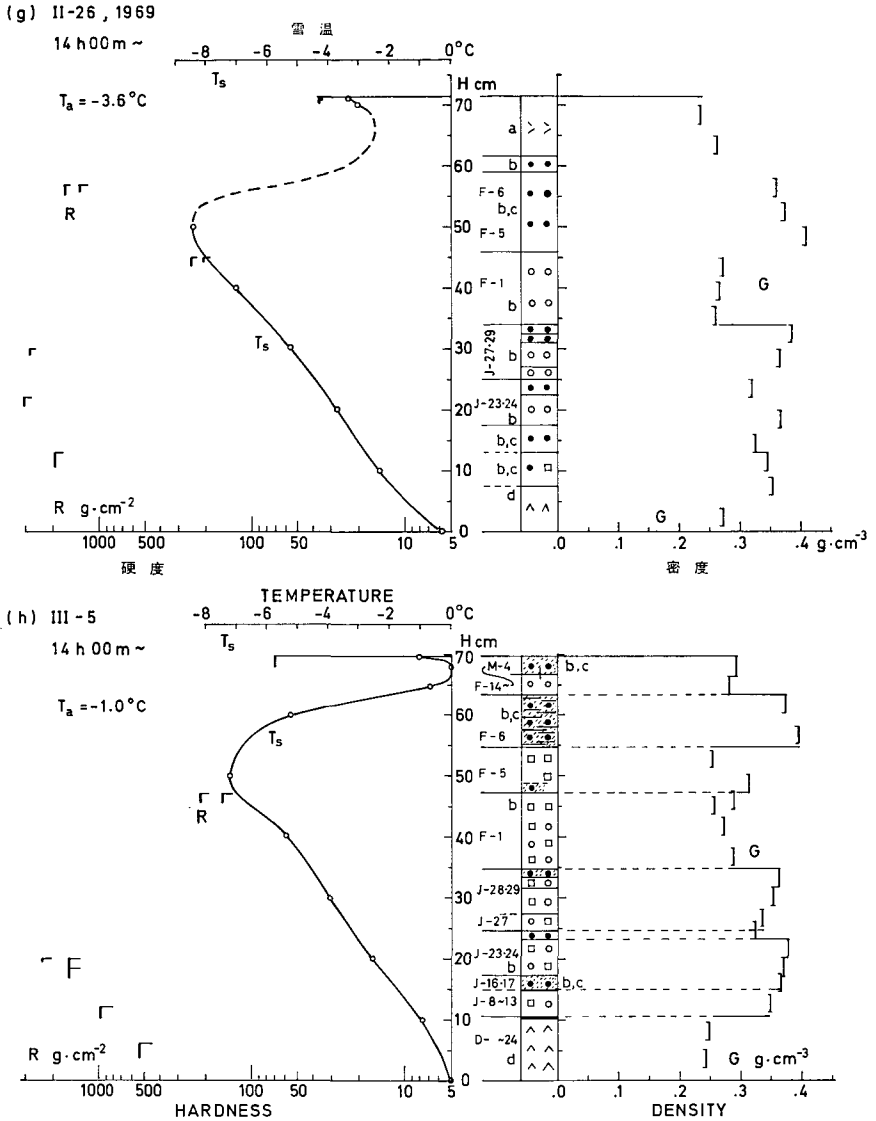 (g) II-26, 1969
雪 温
14h00m~
-8 -6 -4 -2 0°C
Ts
H cm
Ta = -3.6°C
70
a
60
b
R
F-6
b,c
F-5
50
F-1
G
40
b
Ts
30
J-27·29
b
20
J-23·24
b
b,c
10
b,c
d
R g·cm-2
G
0
1000 500 100 50 10 5
.0 .1 .2 .3 .4 g·cm-3
硬 度
密 度
TEMPERATURE
(h) III-5
-8 -6 -4 -2 0°C
Ts
H cm
14h00m~
70
M-4
b,c
F-14~
Ta = -1.0°C
60
b,c
Ts
F-6
50
F-5
R
b
40
F-1
G
30
J-28·29
J-27
20
J-23·24
b
J-16·17
b,c
J-8~13
10
R g·cm-2
D- ~24
d
G g·cm-3
0
1000 500 100 50 10 5
.0 .1 .2 .3 .4
HARDNESS
DENSITY